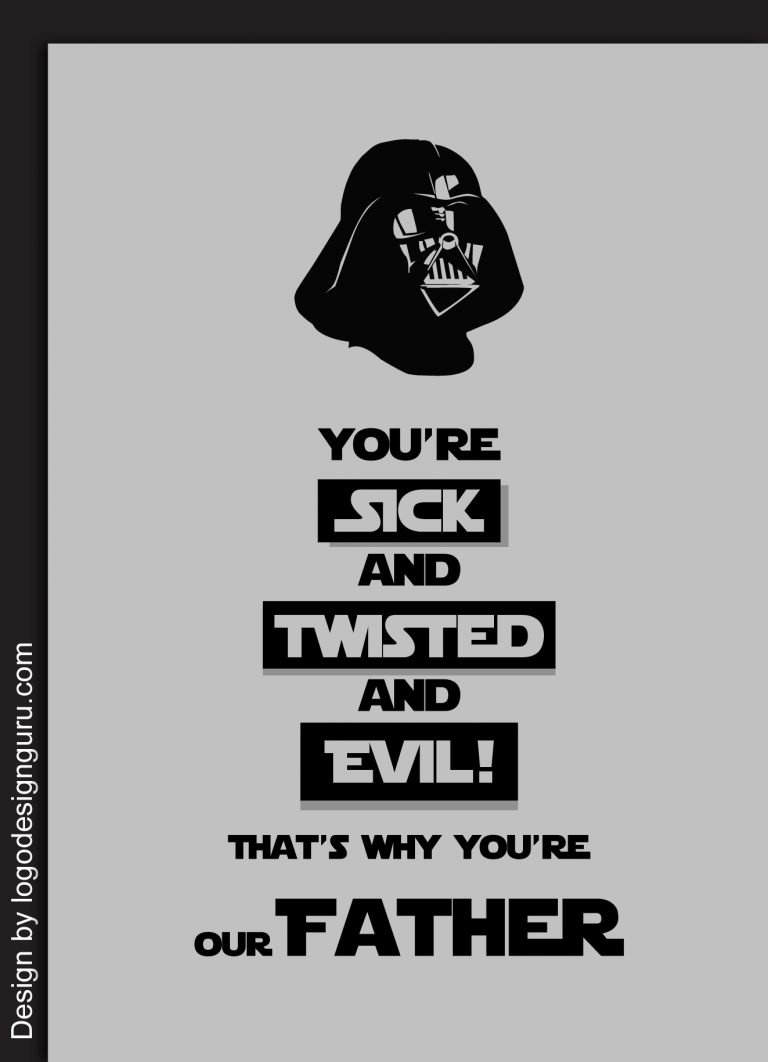 YOU'RE
SICK
AND
TWISTED
AND
EVIL!
THAT'S WHY YOU'RE
OUR FATHER
Design by logodesignguru.com